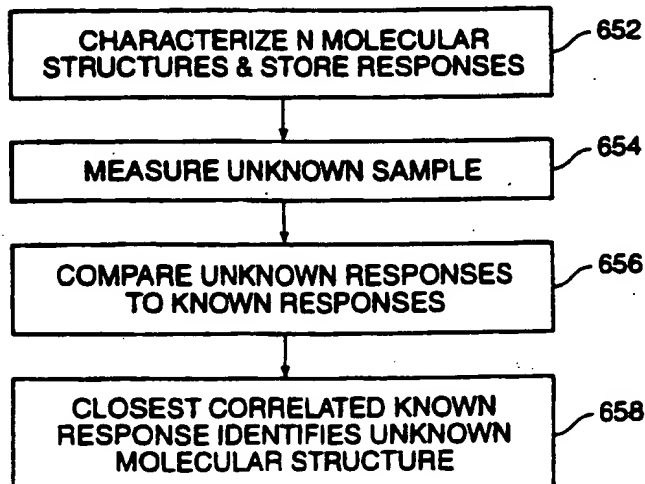 CHARACTERIZE N MOLECULAR
STRUCTURES & STORE RESPONSES
652
MEASURE UNKNOWN SAMPLE
654
COMPARE UNKNOWN RESPONSES
TO KNOWN RESPONSES
656
CLOSEST CORRELATED KNOWN
RESPONSE IDENTIFIES UNKNOWN
MOLECULAR STRUCTURE
658